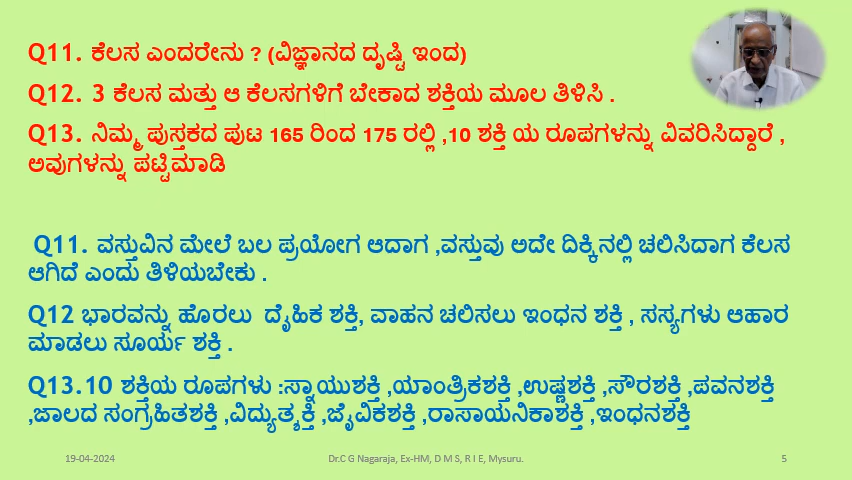 Q11. ಕೆಲಸ ಎಂದರೇನು ? (ವಿಜ್ಞಾನದ ದೃಷ್ಟಿ ಇಂದ)
Q12. 3 ಕೆಲಸ ಮತ್ತು ಆ ಕೆಲಸಗಳಿಗೆ ಬೇಕಾದ ಶಕ್ತಿಯ ಮೂಲ ತಿಳಿಸಿ .
Q13. ನಿಮ್ಮ ಪುಸ್ತಕದ ಪುಟ 165 ರಿಂದ 175 ರಲ್ಲಿ ,10 ಶಕ್ತಿ ಯ ರೂಪಗಳನ್ನು ವಿವರಿಸಿದ್ದಾರೆ ,
ಅವುಗಳನ್ನು ಪಟ್ಟಿಮಾಡಿ
Q11. ವಸ್ತುವಿನ ಮೇಲೆ ಬಲ ಪ್ರಯೋಗ ಆದಾಗ ,ವಸ್ತುವು ಅದೇ ದಿಕ್ಕಿನಲ್ಲಿ ಚಲಿಸಿದಾಗ ಕೆಲಸ
ಆಗಿದೆ ಎಂದು ತಿಳಿಯಬೇಕು .
Q12 ಭಾರವನ್ನು ಹೊರಲು ದೈಹಿಕ ಶಕ್ತಿ, ವಾಹನ ಚಲಿಸಲು ಇಂಧನ ಶಕ್ತಿ , ಸಸ್ಯಗಳು ಆಹಾರ
ಮಾಡಲು ಸೂರ್ಯ ಶಕ್ತಿ .
Q13.10 ಶಕ್ತಿಯ ರೂಪಗಳು :ಸ್ನಾಯುಶಕ್ತಿ ,ಯಾಂತ್ರಿಕಶಕ್ತಿ ,ಉಷ್ಣಶಕ್ತಿ ,ಸೌರಶಕ್ತಿ ,ಪವನಶಕ್ತಿ
,ಜಾಲದ ಸಂಗ್ರಹಿತಶಕ್ತಿ ,ವಿದ್ಯುತ್ಶಕ್ತಿ ,ಜೈವಿಕಶಕ್ತಿ ,ರಾಸಾಯನಿಕಾಶಕ್ತಿ ,ಇಂಧನಶಕ್ತಿ
19-04-2024 Dr.C G Nagaraja, Ex-HM, D M S, R I E, Mysuru. 5